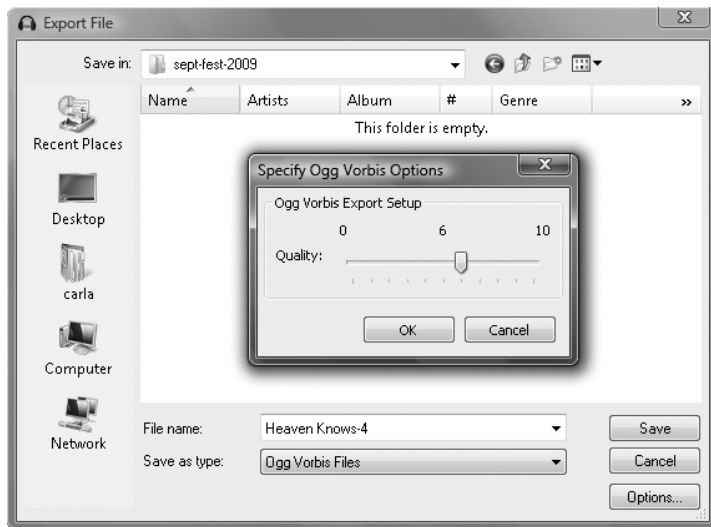 Export File
Save in: sept-fest-2009
Name Artists Album # Genre »
This folder is empty.
Recent Places
Desktop
carla
Computer
Network
Specify Ogg Vorbis Options
Ogg Vorbis Export Setup
0 6 10
Quality:
OK Cancel
File name: Heaven Knows-4 Save
Save as type: Ogg Vorbis Files Cancel
Options...